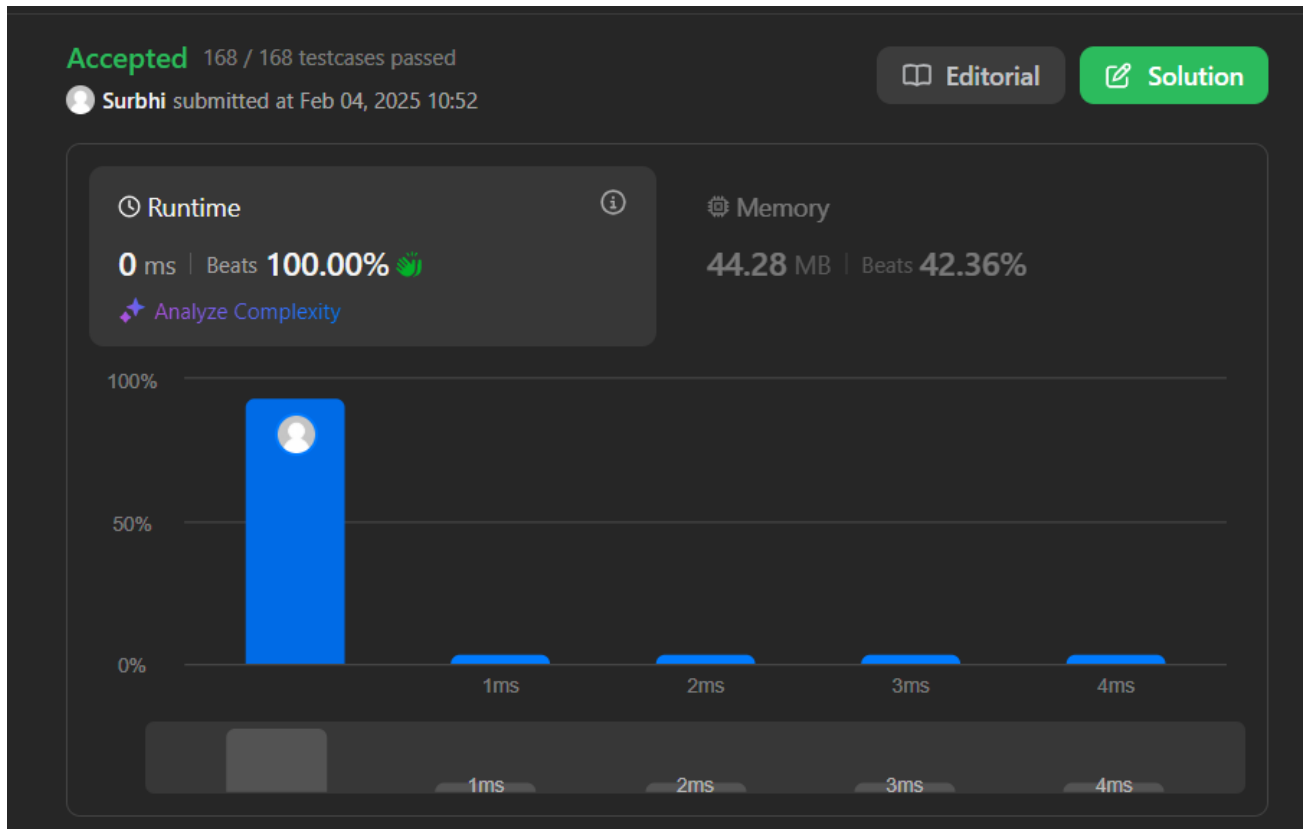 Accepted 168 / 168 testcases passed
Surbhi submitted at Feb 04, 2025 10:52
Editorial
Solution
Runtime
0 ms | Beats 100.00%
Analyze Complexity
Memory
44.28 MB | Beats 42.36%
100%
50%
0%
1ms 2ms 3ms 4ms
1ms 2ms 3ms 4ms